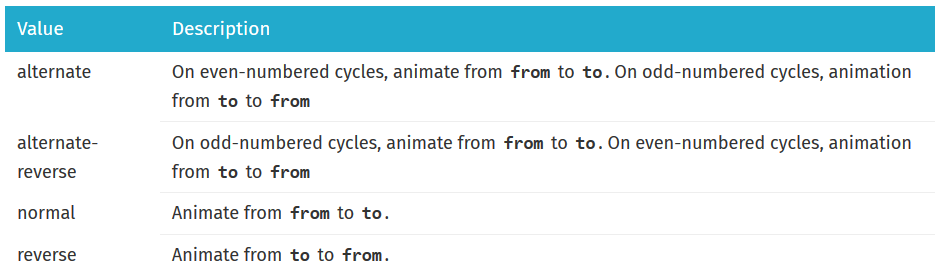 Value Description
alternate On even-numbered cycles, animate from from to to. On odd-numbered cycles, animation
from to to from
alternate- On odd-numbered cycles, animate from from to to. On even-numbered cycles, animation
reverse from to to from
normal Animate from from to to.
reverse Animate from to to from.